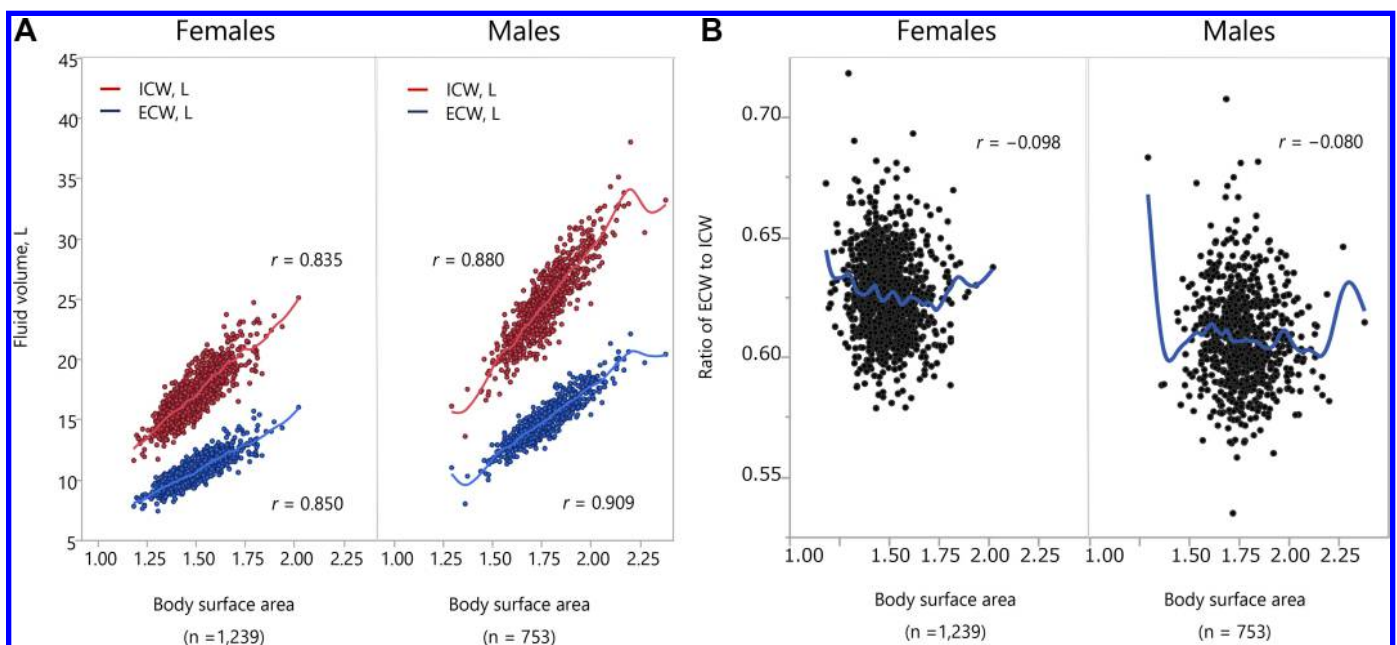 A
Females
Males
45
40
35
30
25
20
15
10
5
Fluid volume, L
ICW, L
ECW, L
r = 0.835
r = 0.850
ICW, L
ECW, L
r = 0.880
r = 0.909
1.00 1.25 1.50 1.75 2.00 2.25
1.00 1.25 1.50 1.75 2.00 2.25
Body surface area
(n =1,239)
Body surface area
(n = 753)
B
Females
Males
0.70
0.65
0.60
0.55
Ratio of ECW to ICW
r = −0.098
r = −0.080
1.00 1.50 1.75 2.00
1.00 1.50 1.75 2.00 2.25
Body surface area
(n =1,239)
Body surface area
(n = 753)